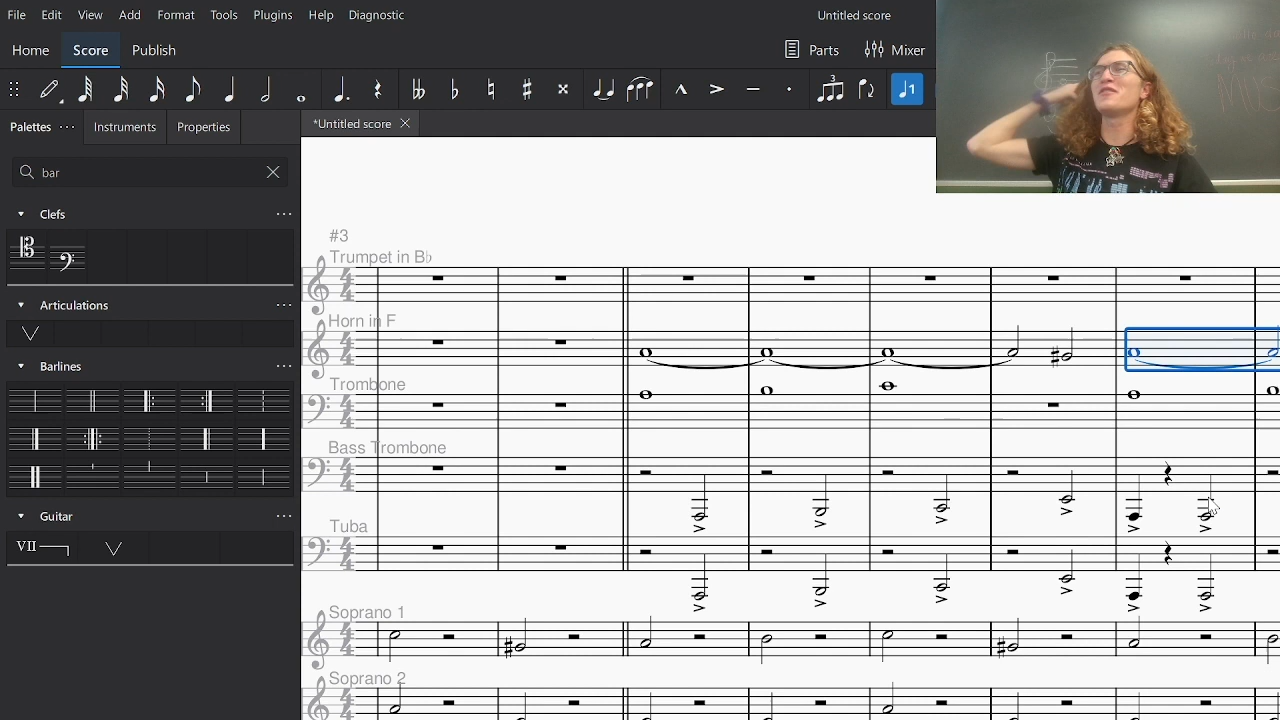 File Edit View Add Format Tools Plugins Help Diagnostic Untitled score
Home Score Publish Parts Mixer
Palettes Instruments Properties *Untitled score
bar
Clefs
Articulations
Barlines
Guitar
VII
#3
Trumpet in B♭
Horn in F
Trombone
Bass Trombone
Tuba
Soprano 1
Soprano 2